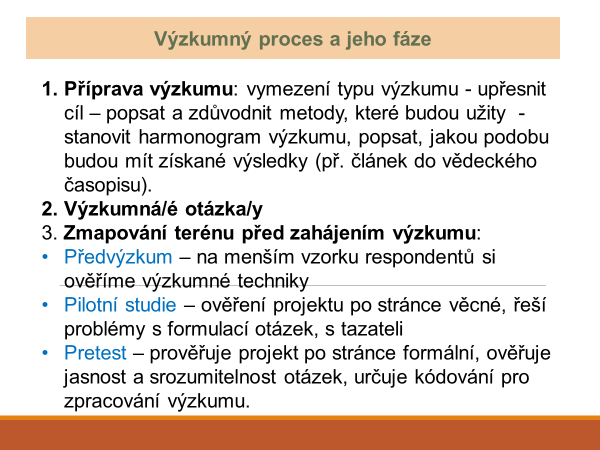 Výzkumný proces a jeho fáze
1. Příprava výzkumu: vymezení typu výzkumu - upřesnit
cíl – popsat a zdůvodnit metody, které budou užity -
stanovit harmonogram výzkumu, popsat, jakou podobu
budou mít získané výsledky (př. článek do vědeckého
časopisu).
2. Výzkumná/é otázka/y
3. Zmapování terénu před zahájením výzkumu:
• Předvýzkum – na menším vzorku respondentů si
ověříme výzkumné techniky
• Pilotní studie – ověření projektu po stránce věcné, řeší
problémy s formulací otázek, s tazateli
• Pretest – prověřuje projekt po stránce formální, ověřuje
jasnost a srozumitelnost otázek, určuje kódování pro
zpracování výzkumu.